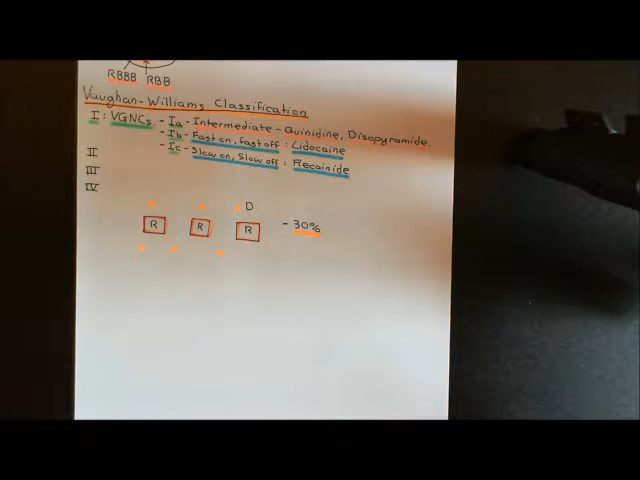 RBBB RBB
Vaughan-Williams Classification
I: VGNCs - Ia - Intermediate - Quinidine, Disopyramide.
- Ib - Fast on, fast off: Lidocaine
II - Ic - Slow on, Slow off: Flecainide
III
IV
D
R R R - 30%